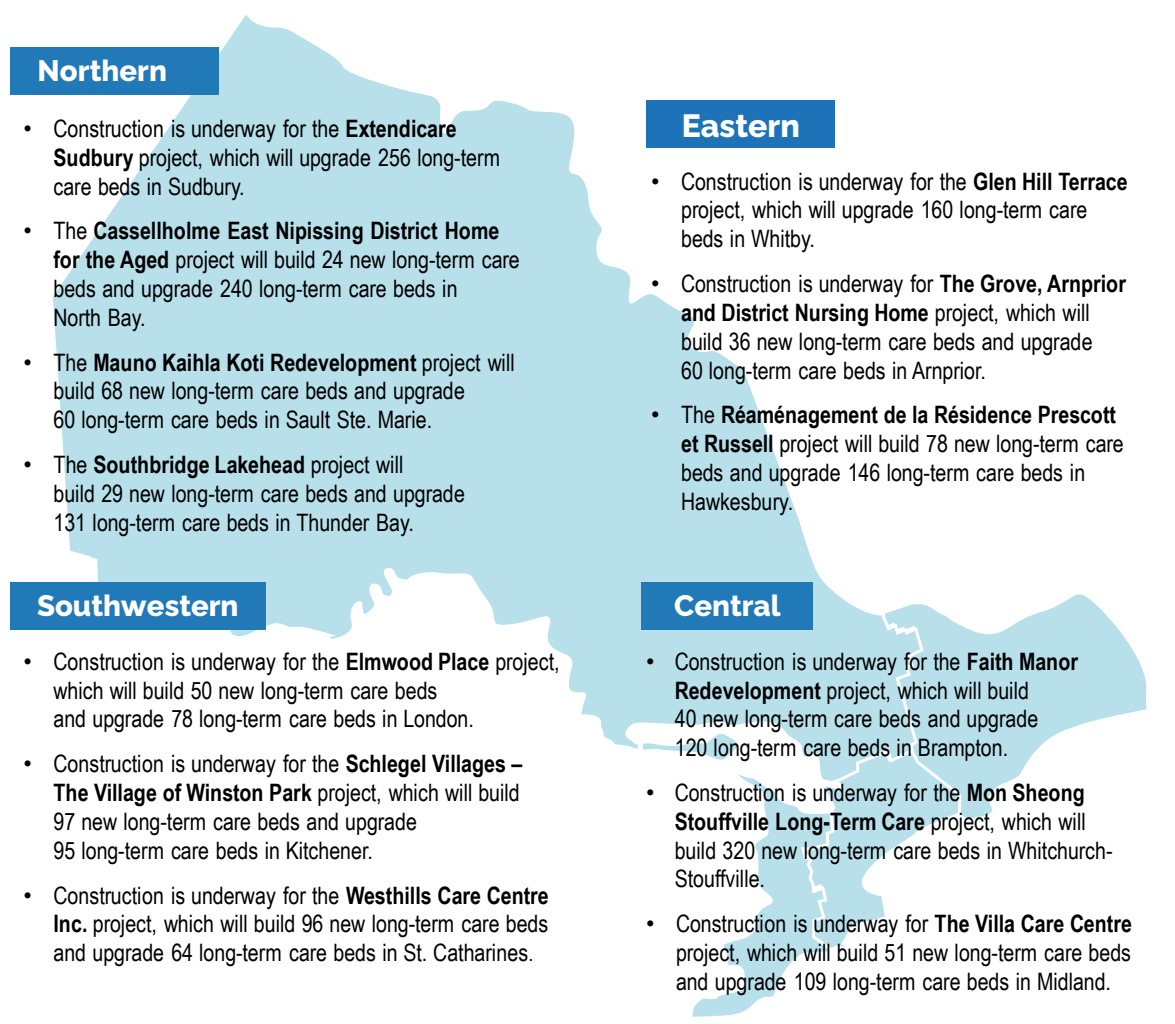 Northern
• Construction is underway for the Extendicare
Sudbury project, which will upgrade 256 long-term
care beds in Sudbury.
• The Cassellholme East Nipissing District Home
for the Aged project will build 24 new long-term care
beds and upgrade 240 long-term care beds in
North Bay.
• The Mauno Kaihla Koti Redevelopment project will
build 68 new long-term care beds and upgrade
60 long-term care beds in Sault Ste. Marie.
• The Southbridge Lakehead project will
build 29 new long-term care beds and upgrade
131 long-term care beds in Thunder Bay.
Eastern
• Construction is underway for the Glen Hill Terrace
project, which will upgrade 160 long-term care
beds in Whitby.
• Construction is underway for The Grove, Arnprior
and District Nursing Home project, which will
build 36 new long-term care beds and upgrade
60 long-term care beds in Arnprior.
• The Réaménagement de la Résidence Prescott
et Russell project will build 78 new long-term care
beds and upgrade 146 long-term care beds in
Hawkesbury.
Southwestern
• Construction is underway for the Elmwood Place project,
which will build 50 new long-term care beds
and upgrade 78 long-term care beds in London.
• Construction is underway for the Schlegel Villages –
The Village of Winston Park project, which will build
97 new long-term care beds and upgrade
95 long-term care beds in Kitchener.
• Construction is underway for the Westhills Care Centre
Inc. project, which will build 96 new long-term care beds
and upgrade 64 long-term care beds in St. Catharines.
Central
• Construction is underway for the Faith Manor
Redevelopment project, which will build
40 new long-term care beds and upgrade
120 long-term care beds in Brampton.
• Construction is underway for the Mon Sheong
Stouffville Long-Term Care project, which will
build 320 new long-term care beds in Whitchurch-
Stouffville.
• Construction is underway for The Villa Care Centre
project, which will build 51 new long-term care beds
and upgrade 109 long-term care beds in Midland.